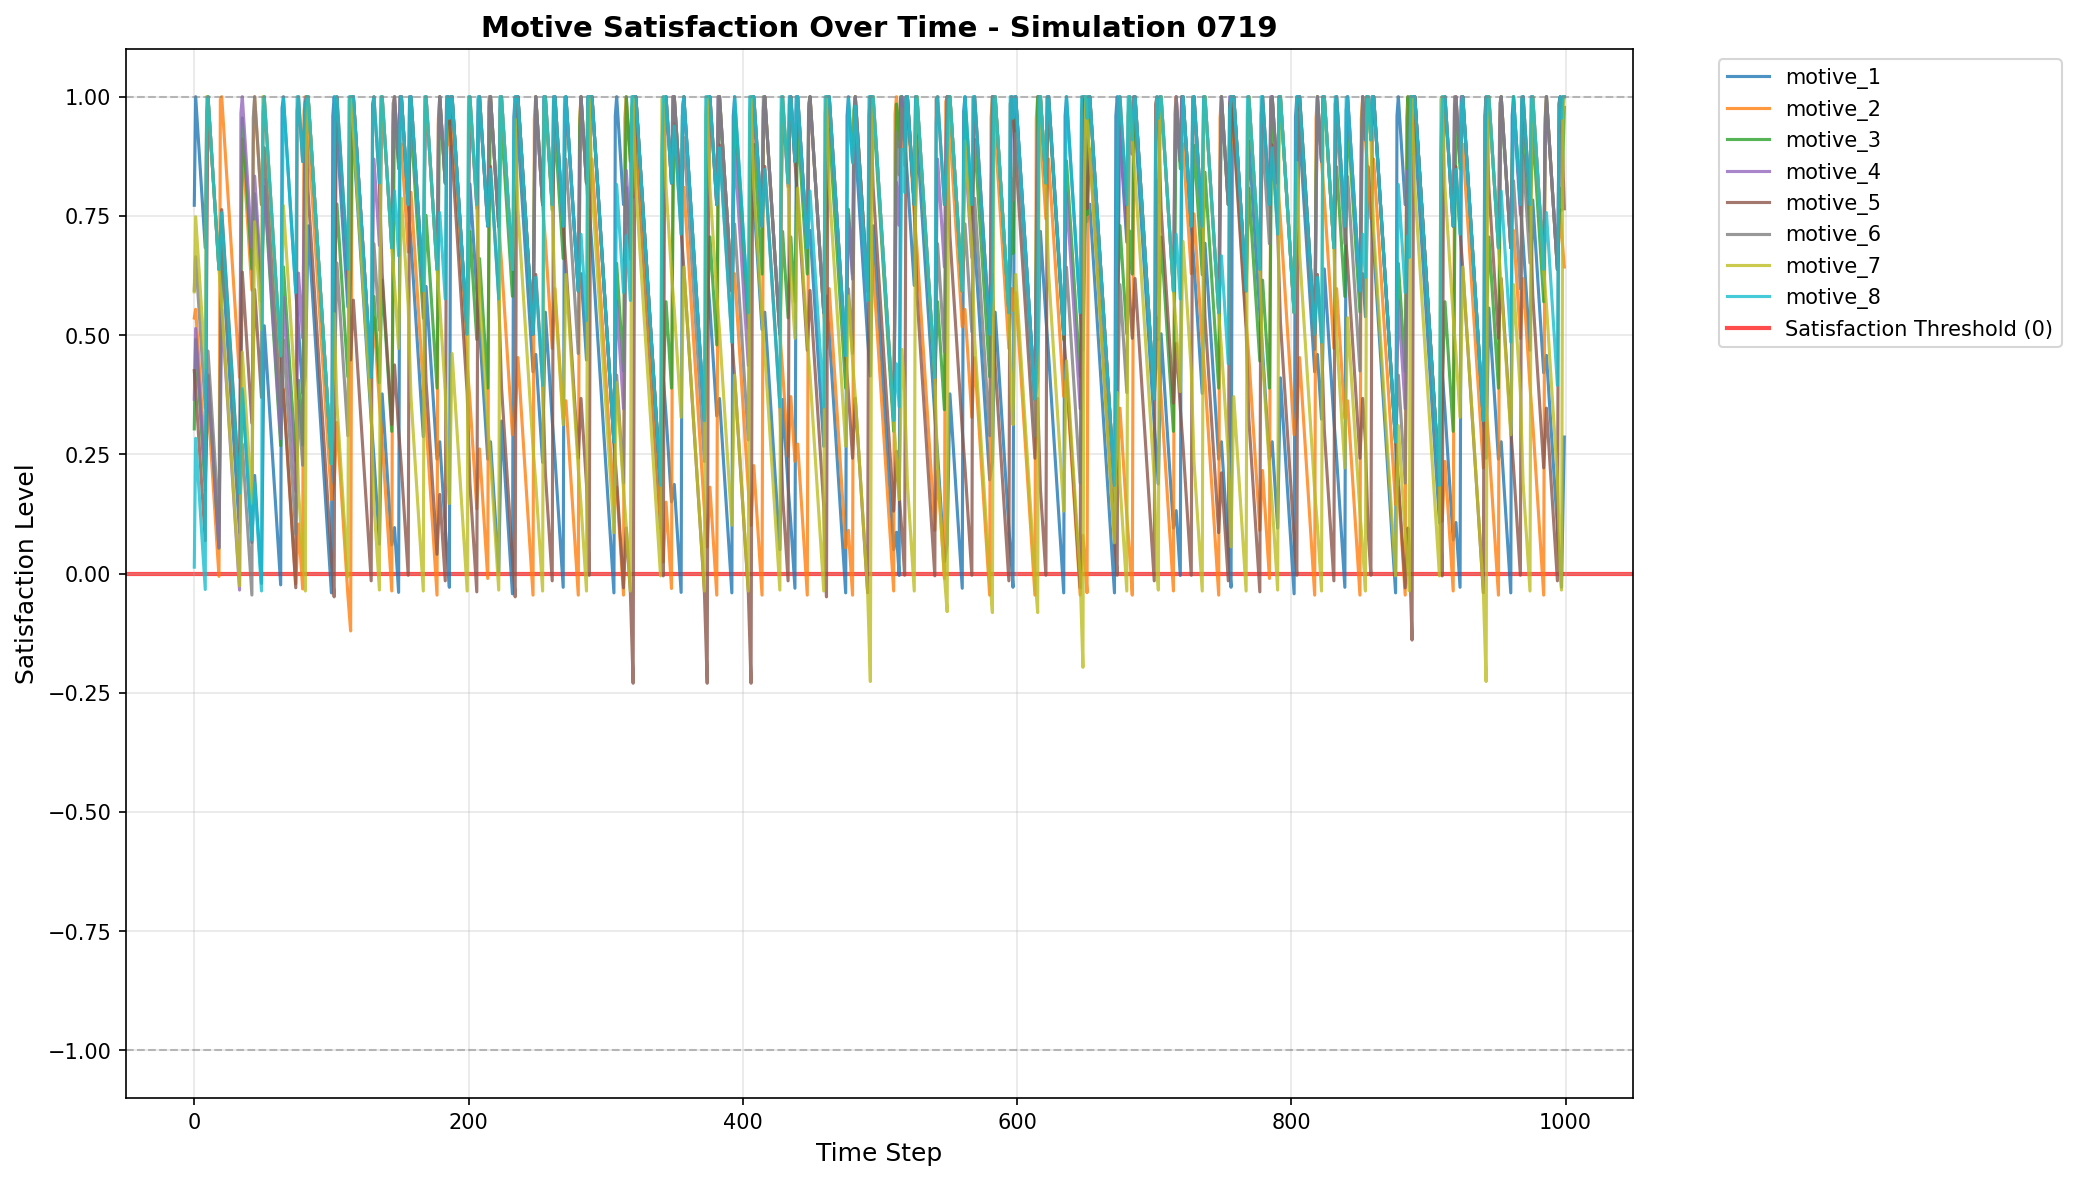 Motive Satisfaction Over Time - Simulation 0719
1.00
0.75
0.50
0.25
0.00
−0.25
−0.50
−0.75
−1.00
Satisfaction Level
0
200
400
600
800
1000
Time Step
motive_1
motive_2
motive_3
motive_4
motive_5
motive_6
motive_7
motive_8
Satisfaction Threshold (0)